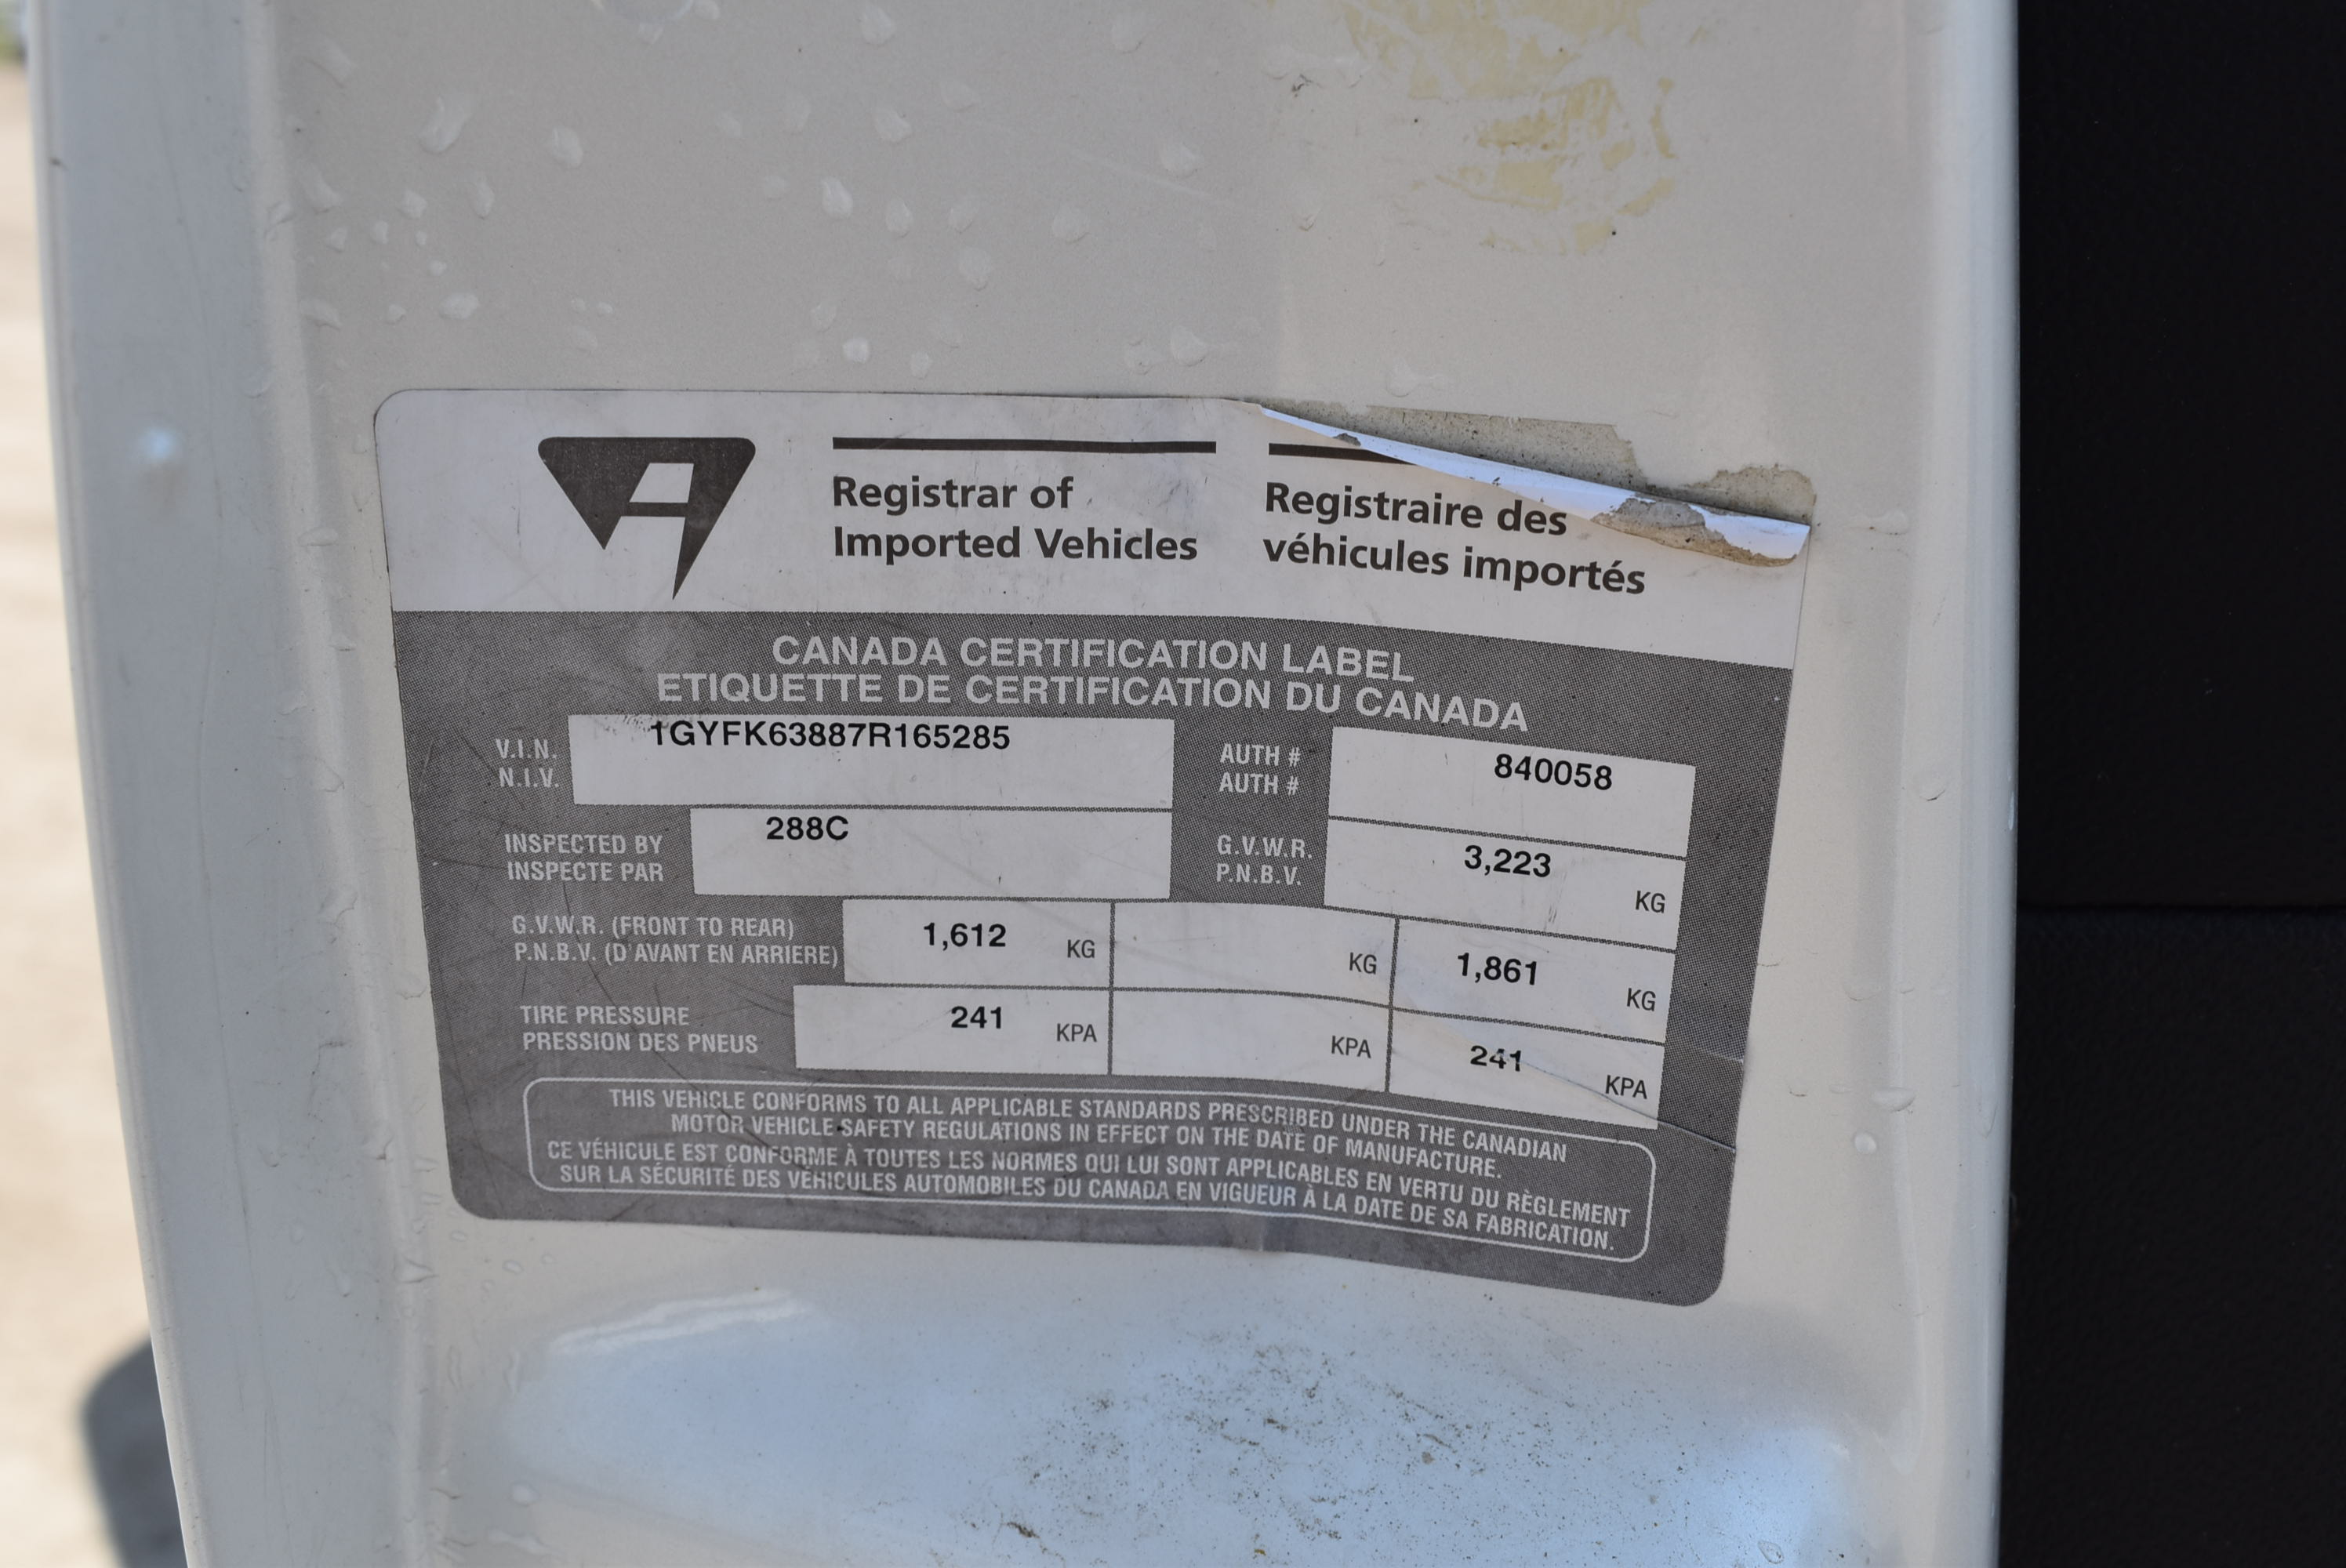 Registrar of
Imported Vehicles
Registraire des
véhicules importés
CANADA CERTIFICATION LABEL
ETIQUETTE DE CERTIFICATION DU CANADA
V.I.N. 1GYFK63887R165285 AUTH # 840058
N.I.V. AUTH #
INSPECTED BY 288C G.V.W.R. 3,223 KG
INSPECTE PAR P.N.B.V.
G.V.W.R. (FRONT TO REAR) 1,612 KG KG 1,861 KG
P.N.B.V. (D'AVANT EN ARRIERE)
TIRE PRESSURE 241 KPA KPA 241 KPA
PRESSION DES PNEUS
THIS VEHICLE CONFORMS TO ALL APPLICABLE STANDARDS PRESCRIBED UNDER THE CANADIAN
MOTOR VEHICLE SAFETY REGULATIONS IN EFFECT ON THE DATE OF MANUFACTURE.
CE VÉHICULE EST CONFORME À TOUTES LES NORMES QUI LUI SONT APPLICABLES EN VERTU DU RÈGLEMENT
SUR LA SÉCURITÉ DES VÉHICULES AUTOMOBILES DU CANADA EN VIGUEUR À LA DATE DE SA FABRICATION.